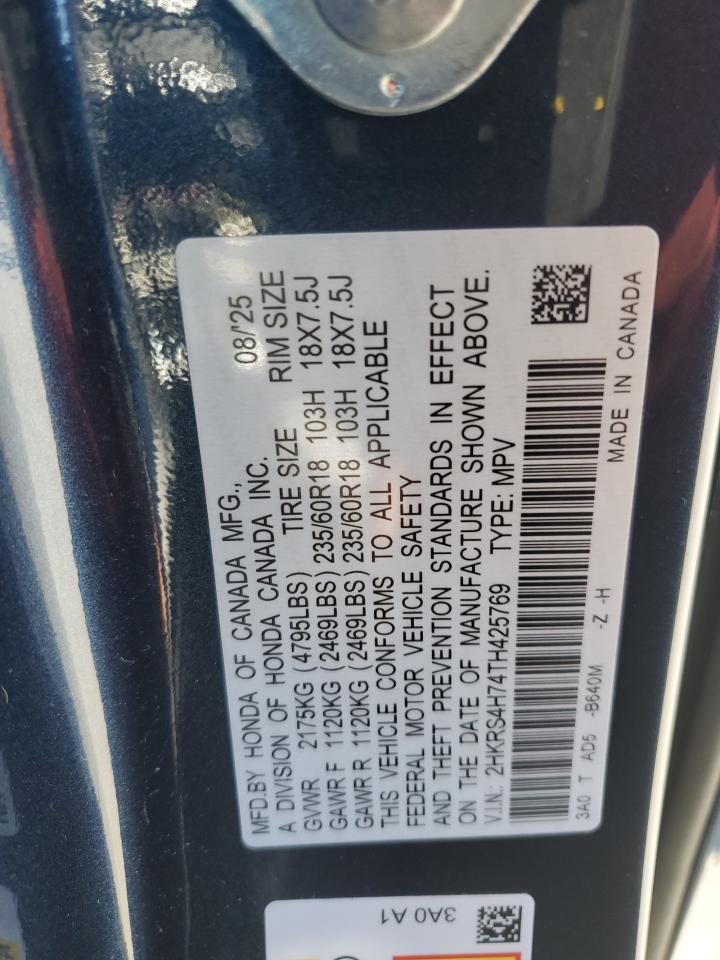 MFD.BY HONDA OF CANADA MFG., 08/'25
A DIVISION OF HONDA CANADA INC.
TIRE SIZE RIM SIZE
GVWR 2175KG (4795LBS)
GAWR F 1120KG (2469LBS) 235/60R18 103H 18X7.5J
GAWR R 1120KG (2469LBS) 235/60R18 103H 18X7.5J
THIS VEHICLE CONFORMS TO ALL APPLICABLE
FEDERAL MOTOR VEHICLE SAFETY
AND THEFT PREVENTION STANDARDS IN EFFECT
ON THE DATE OF MANUFACTURE SHOWN ABOVE.
V.I.N.: 2HKRS4H74TH425769 TYPE: MPV
3A0 T AD5 -B640M -Z -H
MADE IN CANADA
3A0 A1